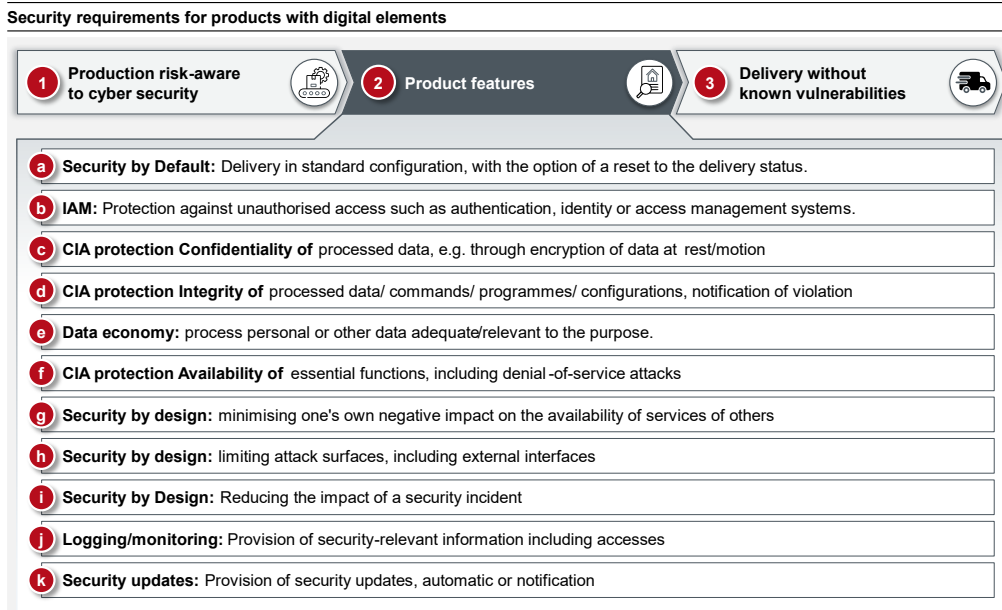 Security requirements for products with digital elements
1 Production risk-aware
to cyber security
2 Product features
3 Delivery without
known vulnerabilities
a Security by Default: Delivery in standard configuration, with the option of a reset to the delivery status.
b IAM: Protection against unauthorised access such as authentication, identity or access management systems.
c CIA protection Confidentiality of processed data, e.g. through encryption of data at rest/motion
d CIA protection Integrity of processed data/ commands/ programmes/ configurations, notification of violation
e Data economy: process personal or other data adequate/relevant to the purpose.
f CIA protection Availability of essential functions, including denial-of-service attacks
g Security by design: minimising one's own negative impact on the availability of services of others
h Security by design: limiting attack surfaces, including external interfaces
i Security by Design: Reducing the impact of a security incident
j Logging/monitoring: Provision of security-relevant information including accesses
k Security updates: Provision of security updates, automatic or notification